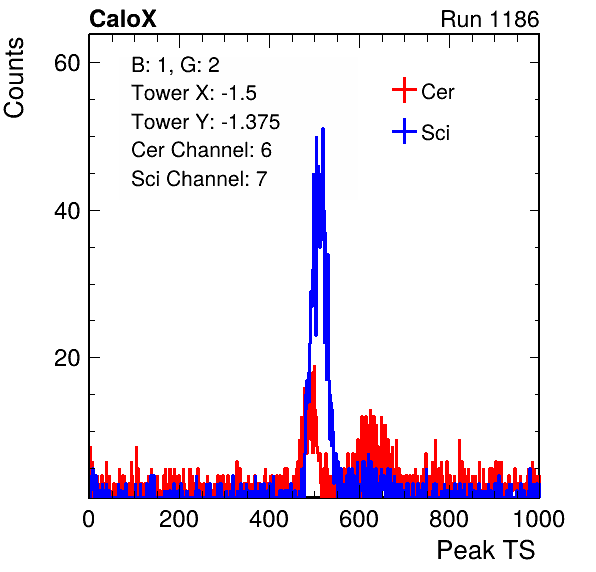 CaloX Run 1186
Counts
60
40
20
B: 1, G: 2
Tower X: -1.5
Tower Y: -1.375
Cer Channel: 6
Sci Channel: 7
Cer
Sci
0 200 400 600 800 1000
Peak TS